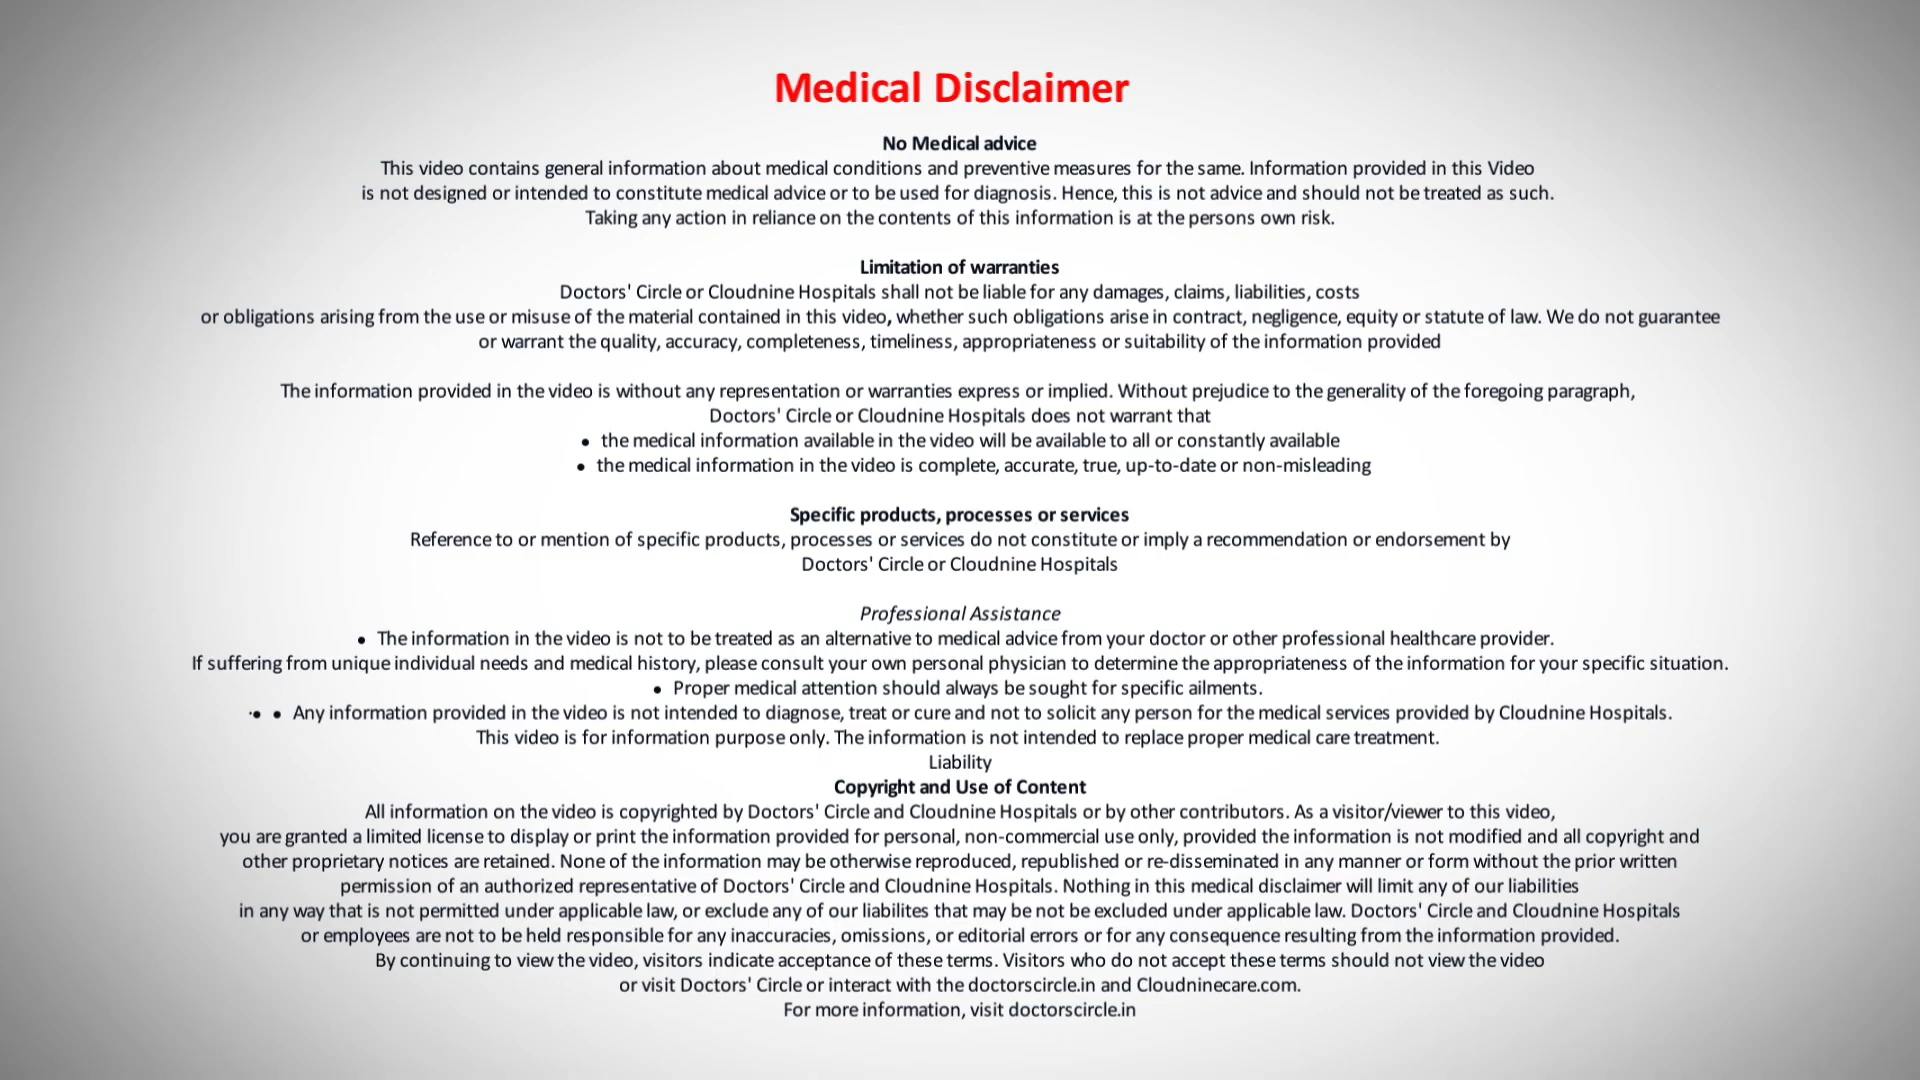 Medical Disclaimer
No Medical advice
This video contains general information about medical conditions and preventive measures for the same. Information provided in this Video
is not designed or intended to constitute medical advice or to be used for diagnosis. Hence, this is not advice and should not be treated as such.
Taking any action in reliance on the contents of this information is at the persons own risk.
Limitation of warranties
Doctors' Circle or Cloudnine Hospitals shall not be liable for any damages, claims, liabilities, costs
or obligations arising from the use or misuse of the material contained in this video, whether such obligations arise in contract, negligence, equity or statute of law. We do not guarantee
or warrant the quality, accuracy, completeness, timeliness, appropriateness or suitability of the information provided
The information provided in the video is without any representation or warranties express or implied. Without prejudice to the generality of the foregoing paragraph,
Doctors' Circle or Cloudnine Hospitals does not warrant that
• the medical information available in the video will be available to all or constantly available
• the medical information in the video is complete, accurate, true, up-to-date or non-misleading
Specific products, processes or services
Reference to or mention of specific products, processes or services do not constitute or imply a recommendation or endorsement by
Doctors' Circle or Cloudnine Hospitals
Professional Assistance
• The information in the video is not to be treated as an alternative to medical advice from your doctor or other professional healthcare provider.
If suffering from unique individual needs and medical history, please consult your own personal physician to determine the appropriateness of the information for your specific situation.
• Proper medical attention should always be sought for specific ailments.
·• • Any information provided in the video is not intended to diagnose, treat or cure and not to solicit any person for the medical services provided by Cloudnine Hospitals.
This video is for information purpose only. The information is not intended to replace proper medical care treatment.
Liability
Copyright and Use of Content
All information on the video is copyrighted by Doctors' Circle and Cloudnine Hospitals or by other contributors. As a visitor/viewer to this video,
you are granted a limited license to display or print the information provided for personal, non-commercial use only, provided the information is not modified and all copyright and
other proprietary notices are retained. None of the information may be otherwise reproduced, republished or re-disseminated in any manner or form without the prior written
permission of an authorized representative of Doctors' Circle and Cloudnine Hospitals. Nothing in this medical disclaimer will limit any of our liabilities
in any way that is not permitted under applicable law, or exclude any of our liabilites that may be not be excluded under applicable law. Doctors' Circle and Cloudnine Hospitals
or employees are not to be held responsible for any inaccuracies, omissions, or editorial errors or for any consequence resulting from the information provided.
By continuing to view the video, visitors indicate acceptance of these terms. Visitors who do not accept these terms should not view the video
or visit Doctors' Circle or interact with the doctorscircle.in and Cloudninecare.com.
For more information, visit doctorscircle.in